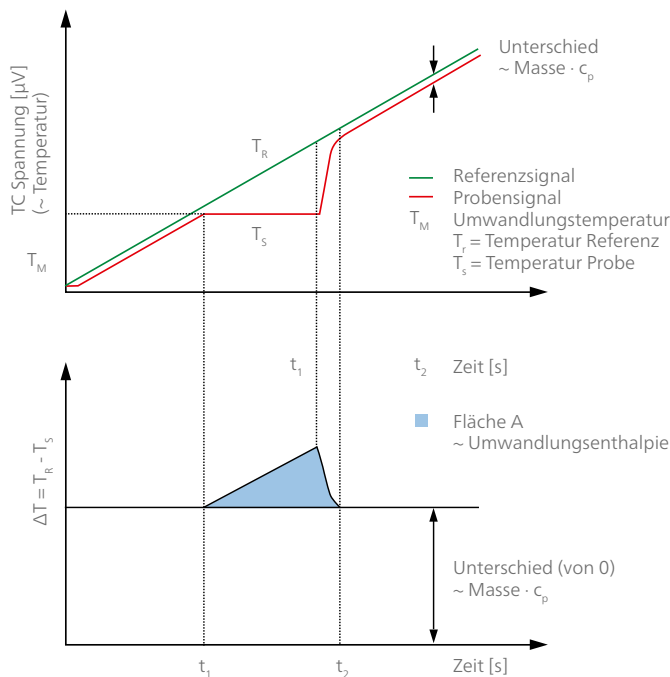 TC Spannung [µV]
(~ Temperatur)
Unterschied
~ Masse · cp
TR
Referenzsignal
Probensignal
TM Umwandlungstemperatur
Tr = Temperatur Referenz
Ts = Temperatur Probe
TS
TM
t1
t2
Zeit [s]
Fläche A
~ Umwandlungsenthalpie
ΔT = TR - TS
Unterschied (von 0)
~ Masse · cp
t1
t2
Zeit [s]